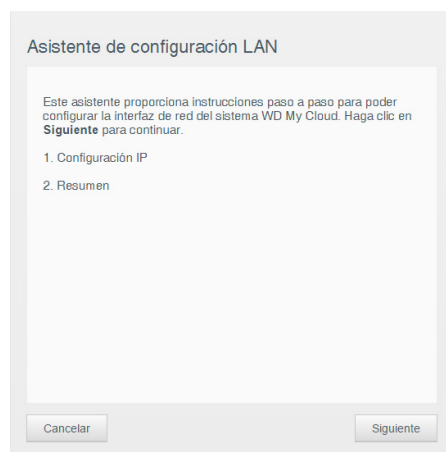 Asistente de configuración LAN
Este asistente proporciona instrucciones paso a paso para poder
configurar la interfaz de red del sistema WD My Cloud. Haga clic en
Siguiente para continuar.
1. Configuración IP
2. Resumen
Cancelar
Siguiente